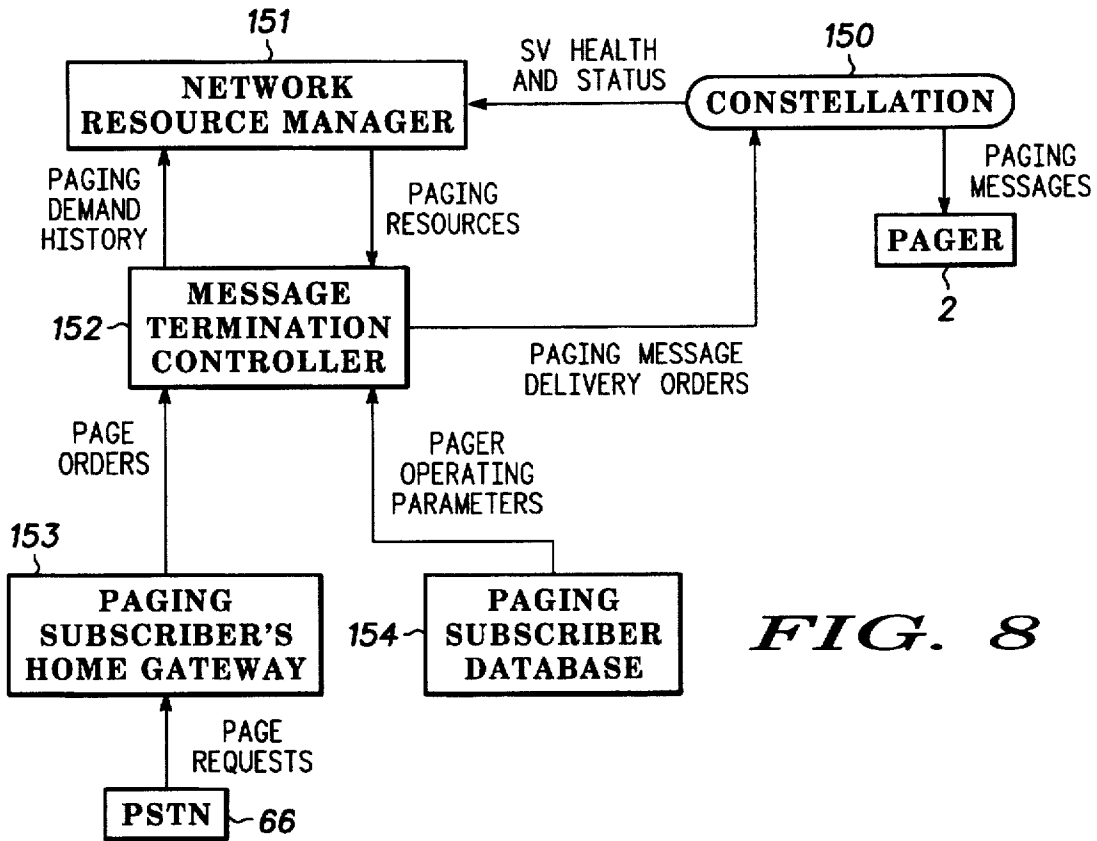 151
NETWORK
RESOURCE MANAGER
SV HEALTH
AND STATUS
150
CONSTELLATION
PAGING
DEMAND
HISTORY
PAGING
RESOURCES
PAGING
MESSAGES
PAGER
2
152
MESSAGE
TERMINATION
CONTROLLER
PAGING MESSAGE
DELIVERY ORDERS
PAGE
ORDERS
PAGER
OPERATING
PARAMETERS
153
PAGING
SUBSCRIBER'S
HOME GATEWAY
154
PAGING
SUBSCRIBER
DATABASE
FIG. 8
PAGE
REQUESTS
PSTN
66